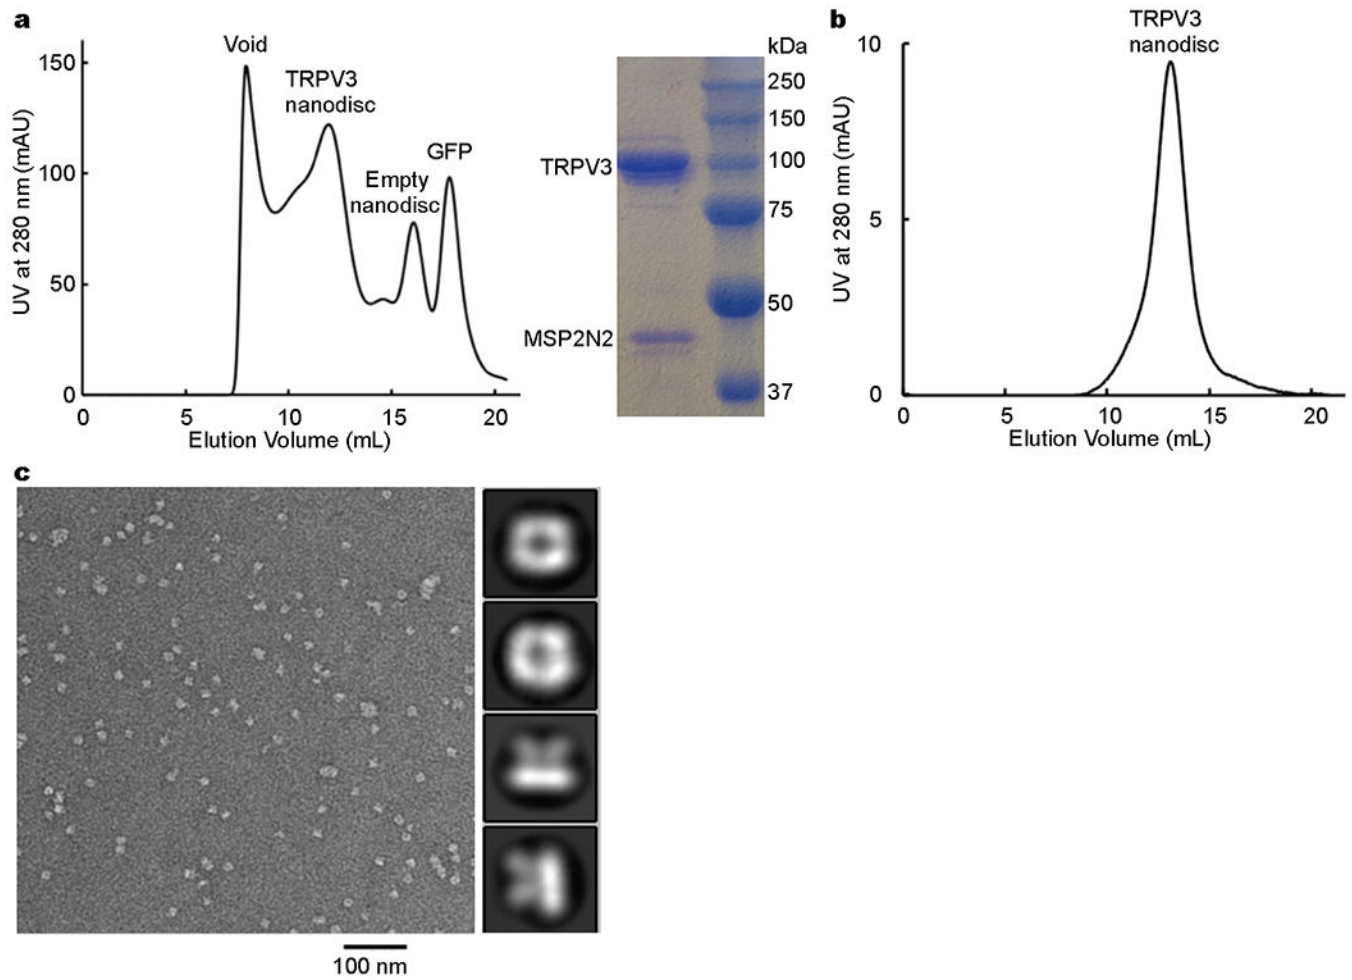 a
UV at 280 nm (mAU)
150
100
50
0
0 5 10 15 20
Elution Volume (mL)
Void
TRPV3
nanodisc
Empty
nanodisc
GFP
kDa
250
150
100
75
50
37
TRPV3
MSP2N2
b
TRPV3
nanodisc
UV at 280 nm (mAU)
10
5
0
0 5 10 15 20
Elution Volume (mL)
c
100 nm